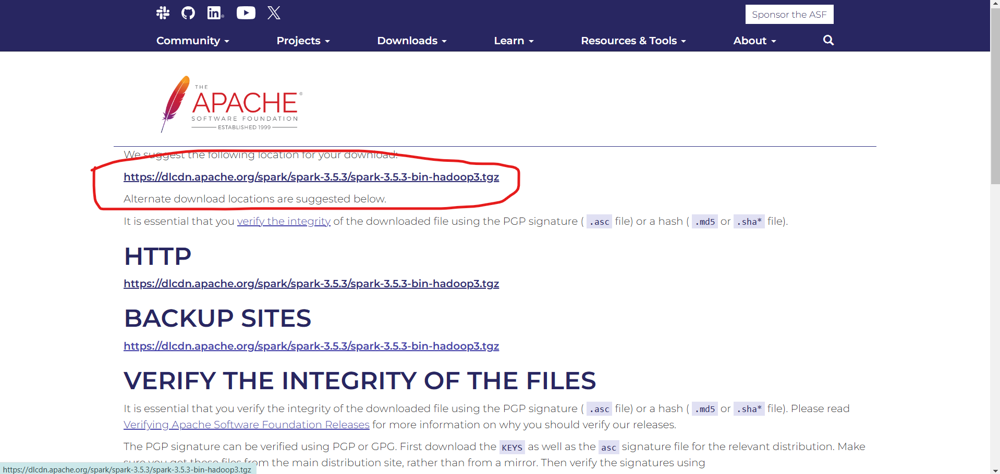 Sponsor the ASF
Community Projects Downloads Learn Resources & Tools About
THE
APACHE®
SOFTWARE FOUNDATION
ESTABLISHED 1999
We suggest the following location for your download:
https://dlcdn.apache.org/spark/spark-3.5.3/spark-3.5.3-bin-hadoop3.tgz
Alternate download locations are suggested below.
It is essential that you verify the integrity of the downloaded file using the PGP signature ( .asc file) or a hash ( .md5 or .sha* file).
HTTP
https://dlcdn.apache.org/spark/spark-3.5.3/spark-3.5.3-bin-hadoop3.tgz
BACKUP SITES
https://dlcdn.apache.org/spark/spark-3.5.3/spark-3.5.3-bin-hadoop3.tgz
VERIFY THE INTEGRITY OF THE FILES
It is essential that you verify the integrity of the downloaded file using the PGP signature ( .asc file) or a hash ( .md5 or .sha* file). Please read
Verifying Apache Software Foundation Releases for more information on why you should verify our releases.
The PGP signature can be verified using PGP or GPG. First download the KEYS as well as the asc signature file for the relevant distribution. Make
sure you get these files from the main distribution site, rather than from a mirror. Then verify the signatures using
https://dlcdn.apache.org/spark/spark-3.5.3/spark-3.5.3-bin-hadoop3.tgz